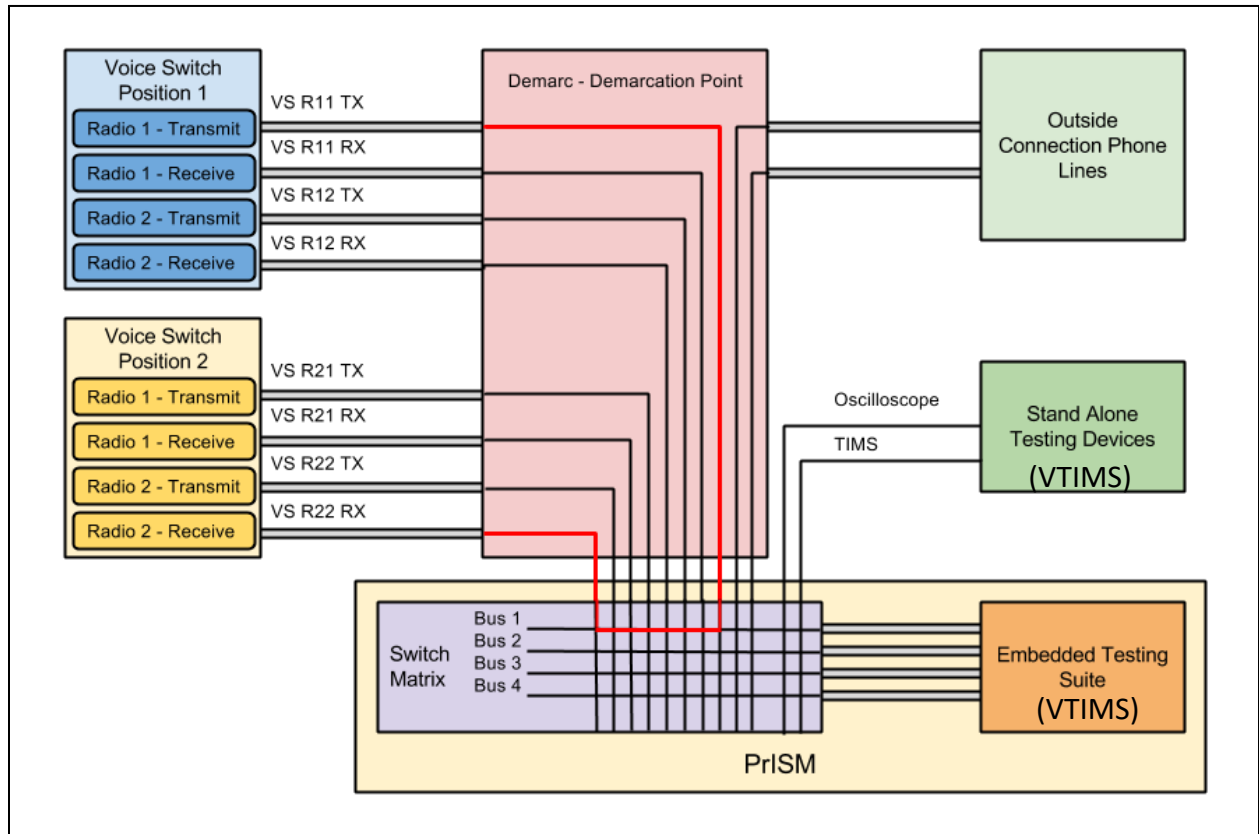 Voice Switch
Position 1
Radio 1 - Transmit
Radio 1 - Receive
Radio 2 - Transmit
Radio 2 - Receive
VS R11 TX
VS R11 RX
VS R12 TX
VS R12 RX
Demarc - Demarcation Point
Outside
Connection Phone
Lines
Voice Switch
Position 2
Radio 1 - Transmit
Radio 1 - Receive
Radio 2 - Transmit
Radio 2 - Receive
VS R21 TX
VS R21 RX
VS R22 TX
VS R22 RX
Oscilloscope
TIMS
Stand Alone
Testing Devices
(VTIMS)
Switch
Matrix
Bus 1
Bus 2
Bus 3
Bus 4
Embedded Testing
Suite
(VTIMS)
PrISM